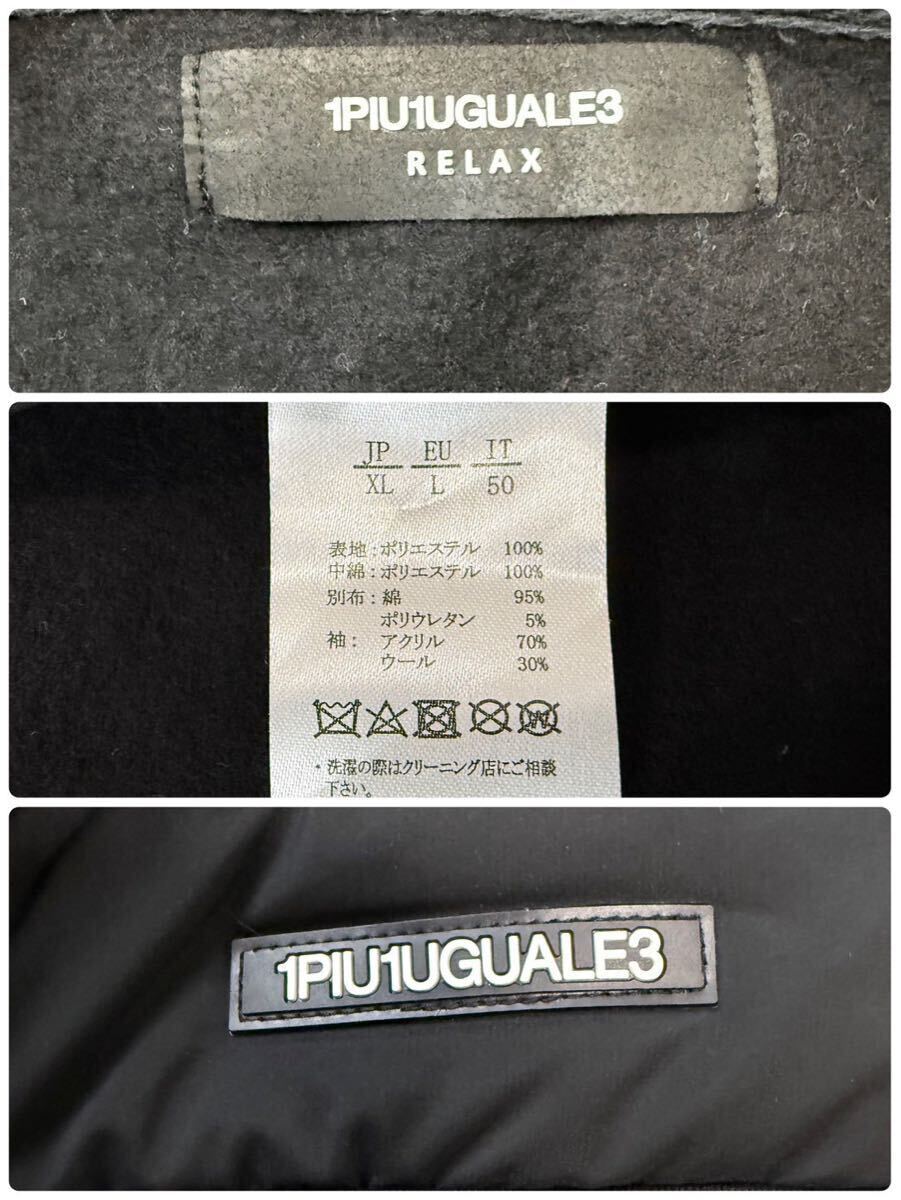 1PIU1UGUALE3
RELAX
JP EU IT
XL L 50
表地:ポリエステル 100%
中綿:ポリエステル 100%
別布:綿 95%
ポリウレタン 5%
袖: アクリル 70%
ウール 30%
W
・洗濯の際はクリーニング店にご相談
下さい。
1PIU1UGUALE3